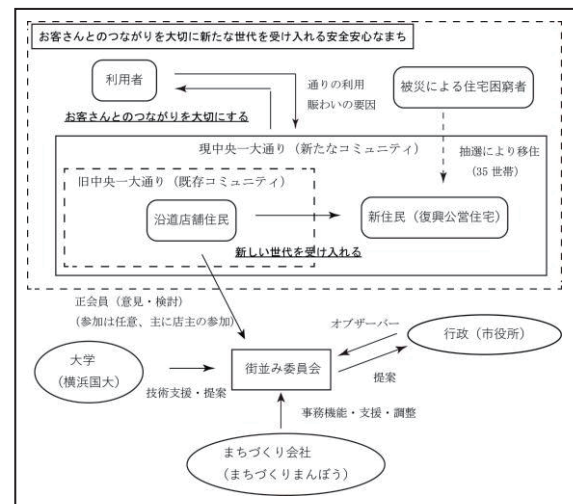 お客さんとのつながりを大切に新たな世代を受け入れる安全安心なまち
利用者
通りの利用
賑わいの要因
被災による住宅困窮者
お客さんとのつながりを大切にする
現中央一大通り（新たなコミュニティ）
抽選により移住
（35 世帯）
旧中央一大通り（既存コミュニティ）
沿道店舗住民
新住民（復興公営住宅）
新しい世代を受け入れる
正会員（意見・検討）
（参加は任意、主に店主の参加）
オブザーバー
行政（市役所）
大学
（横浜国大）
街並み委員会
技術支援・提案
提案
事務機能・支援・調整
まちづくり会社
（まちづくりまんぼう）